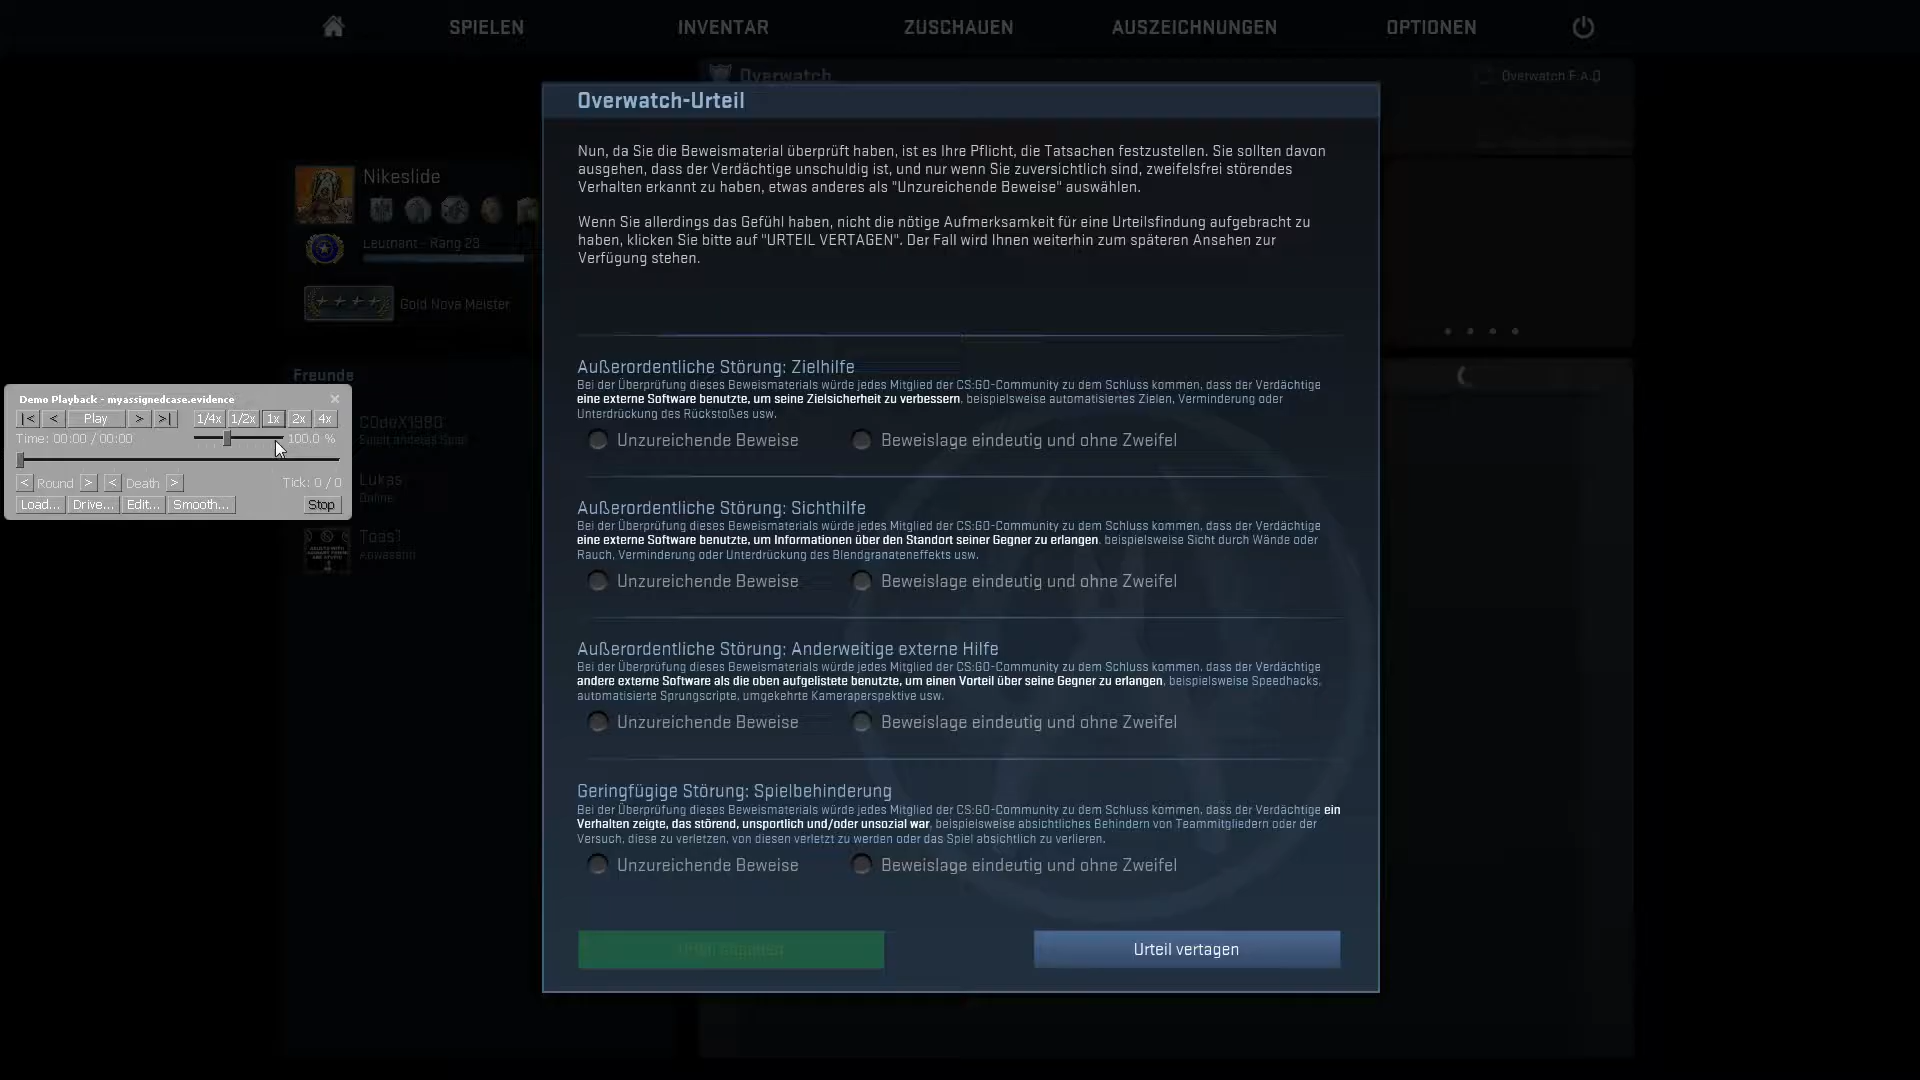 SPIELEN INVENTAR ZUSCHAUEN AUSZEICHNUNGEN OPTIONEN
Overwatch
Overwatch F.A.Q
Overwatch-Urteil
Nun, da Sie die Beweismaterial überprüft haben, ist es Ihre Pflicht, die Tatsachen festzustellen. Sie sollten davon
ausgehen, dass der Verdächtige unschuldig ist, und nur wenn Sie zuversichtlich sind, zweifelsfrei störendes
Verhalten erkannt zu haben, etwas anderes als "Unzureichende Beweise" auswählen.
Wenn Sie allerdings das Gefühl haben, nicht die nötige Aufmerksamkeit für eine Urteilsfindung aufgebracht zu
haben, klicken Sie bitte auf "URTEIL VERTAGEN". Der Fall wird Ihnen weiterhin zum späteren Ansehen zur
Verfügung stehen.
Nikeslide
Leutnant - Rang 23
Gold Nova Meister
Freunde
Lukas
Online
Demo Playback - myassignedcase.evidence
|< < Play > >| 1/4x 1/2x 1x 2x 4x
Time: 00:00 / 00:00 100.0 %
< Round > < Death > Tick: 0 / 0
Load... Drive... Edit... Smooth... Stop
Außerordentliche Störung: Zielhilfe
Bei der Überprüfung dieses Beweismaterials würde jedes Mitglied der CS:GO-Community zu dem Schluss kommen, dass der Verdächtige
eine externe Software benutzte, um seine Zielsicherheit zu verbessern, beispielsweise automatisiertes Zielen, Verminderung oder
Unterdrückung des Rückstoßes usw.
Unzureichende Beweise Beweislage eindeutig und ohne Zweifel
Außerordentliche Störung: Sichthilfe
Bei der Überprüfung dieses Beweismaterials würde jedes Mitglied der CS:GO-Community zu dem Schluss kommen, dass der Verdächtige
eine externe Software benutzte, um Informationen über den Standort seiner Gegner zu erlangen, beispielsweise Sicht durch Wände oder
Rauch, Verminderung oder Unterdrückung des Blendgranateneffekts usw.
Unzureichende Beweise Beweislage eindeutig und ohne Zweifel
Außerordentliche Störung: Anderweitige externe Hilfe
Bei der Überprüfung dieses Beweismaterials würde jedes Mitglied der CS:GO-Community zu dem Schluss kommen, dass der Verdächtige
andere externe Software als die oben aufgelistete benutzte, um einen Vorteil über seine Gegner zu erlangen, beispielsweise Speedhacks,
automatisierte Sprungscripte, umgekehrte Kameraperspektive usw.
Unzureichende Beweise Beweislage eindeutig und ohne Zweifel
Geringfügige Störung: Spielbehinderung
Bei der Überprüfung dieses Beweismaterials würde jedes Mitglied der CS:GO-Community zu dem Schluss kommen, dass der Verdächtige ein
Verhalten zeigte, das störend, unsportlich und/oder unsozial war, beispielsweise absichtliches Behindern von Teammitgliedern oder der
Versuch, diese zu verletzen, von diesen verletzt zu werden oder das Spiel absichtlich zu verlieren.
Unzureichende Beweise Beweislage eindeutig und ohne Zweifel
Urteil vertagen